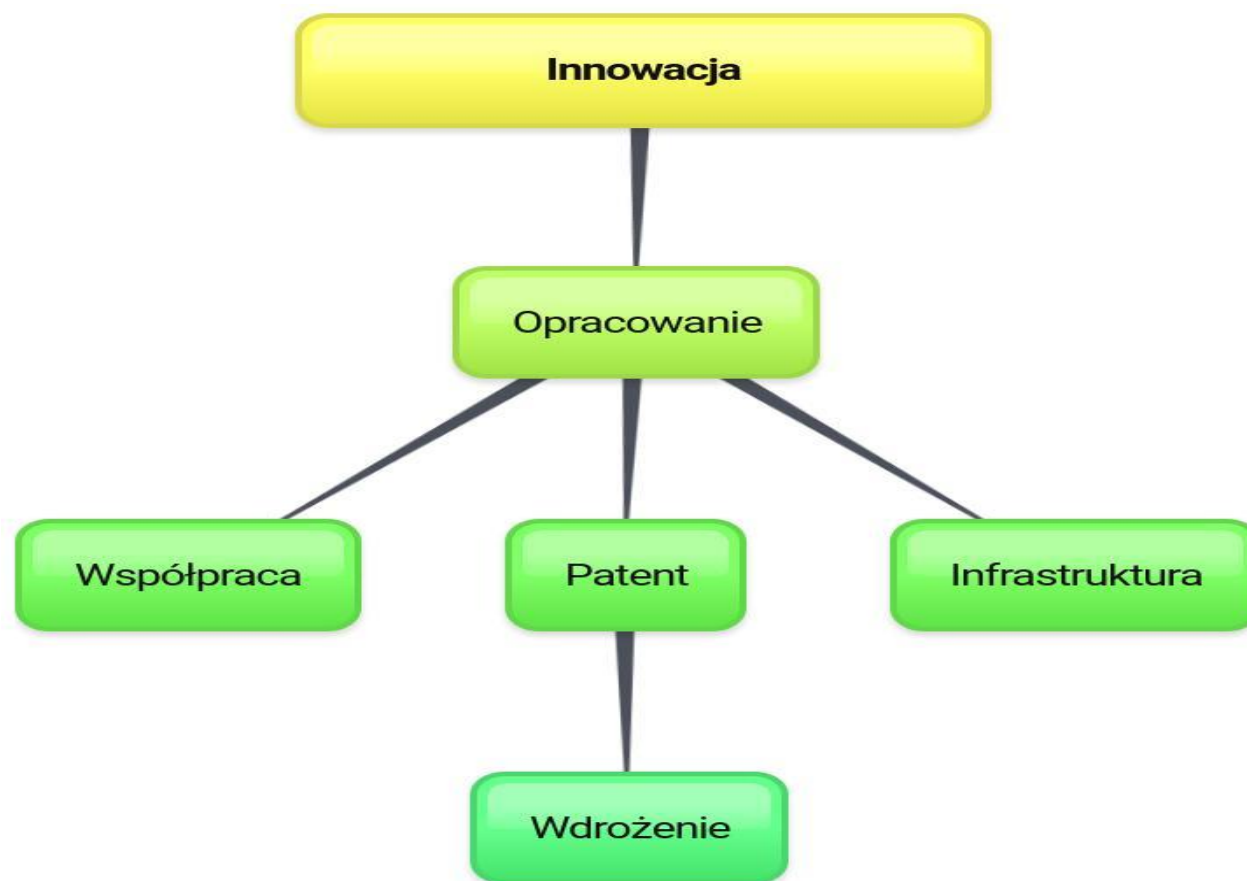 Innowacja
Opracowanie
Współpraca
Patent
Infrastruktura
Wdrożenie